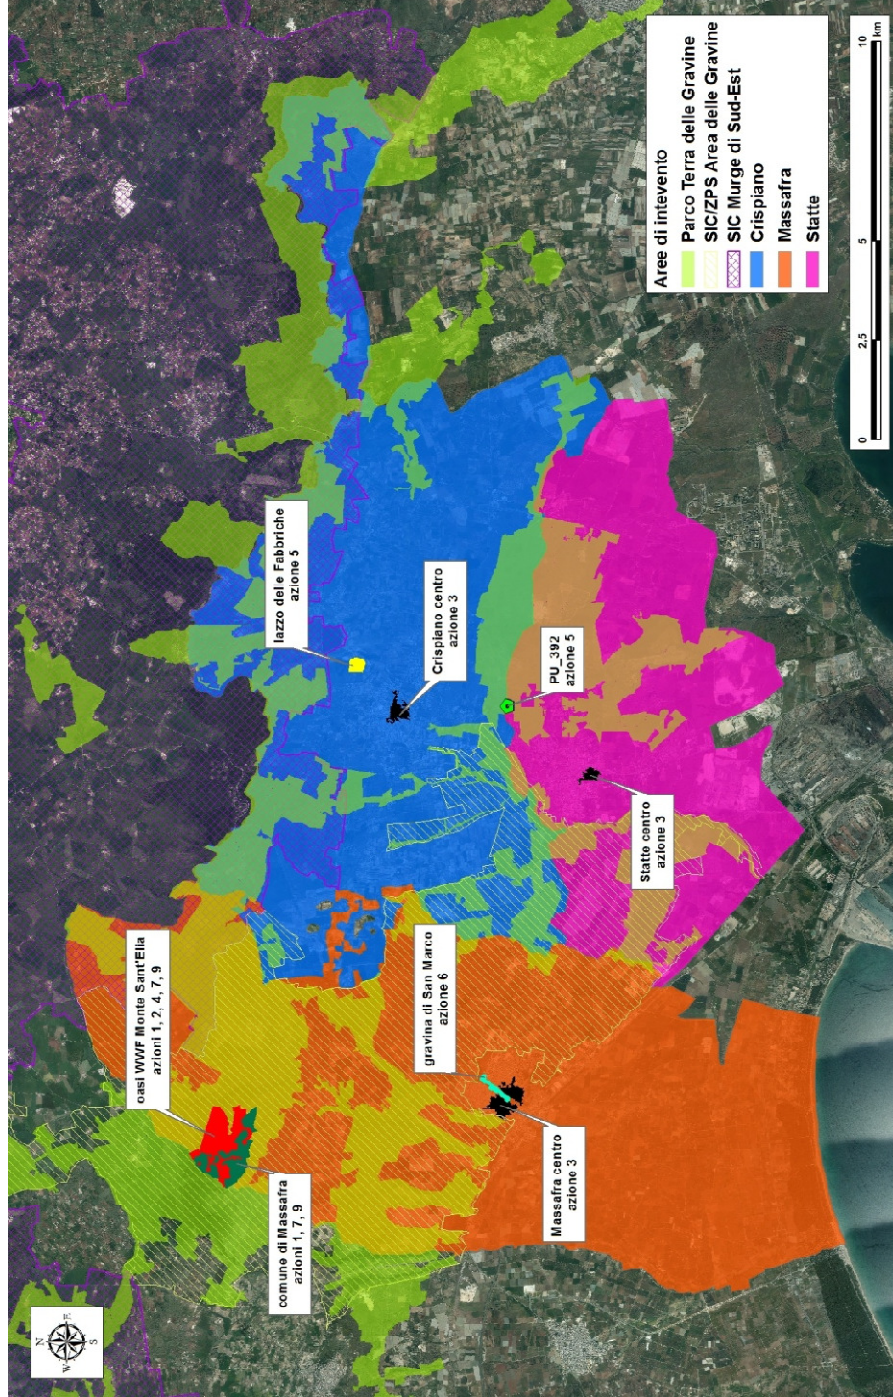 N
W E
S
oasi WWF Monte Sant'Elia
azioni 1, 2, 4, 7, 9
comune di Massafra
azioni 1, 7, 9
Iazzo delle Fabbriche
azione 5
Crispiano centro
azione 3
gravina di San Marco
azione 6
PU_392
azione 5
Massafra centro
azione 3
Statte centro
azione 3
Aree di intevento
Parco Terra delle Gravine
SIC/ZPS Area delle Gravine
SIC Murge di Sud-Est
Crispiano
Massafra
Statte
0 2,5 5 10
km